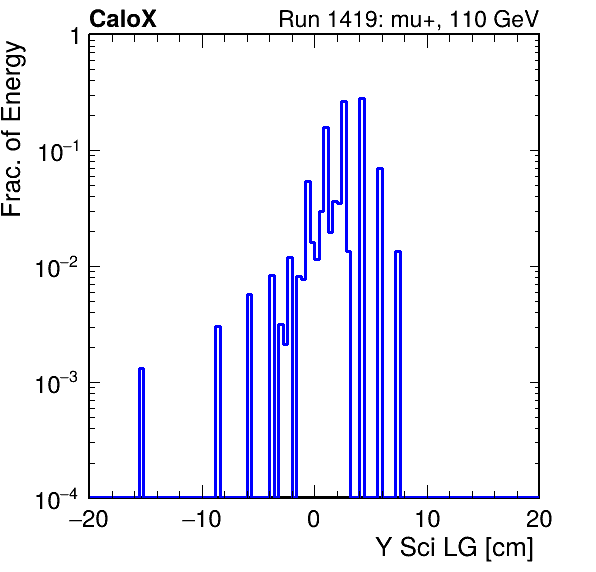 CaloX Run 1419: mu+, 110 GeV
Frac. of Energy
1
10⁻¹
10⁻²
10⁻³
10⁻⁴
−20 −10 0 10 20
Y Sci LG [cm]